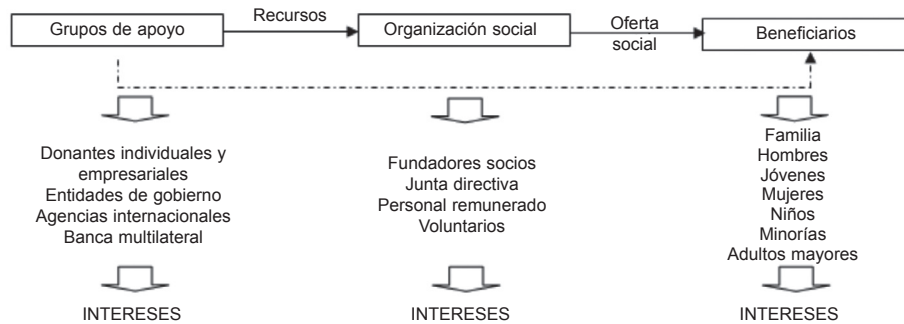 Grupos de apoyo
Recursos
Organización social
Oferta
social
Beneficiarios
Donantes individuales y
empresariales
Entidades de gobierno
Agencias internacionales
Banca multilateral
Fundadores socios
Junta directiva
Personal remunerado
Voluntarios
Familia
Hombres
Jóvenes
Mujeres
Niños
Minorías
Adultos mayores
INTERESES
INTERESES
INTERESES